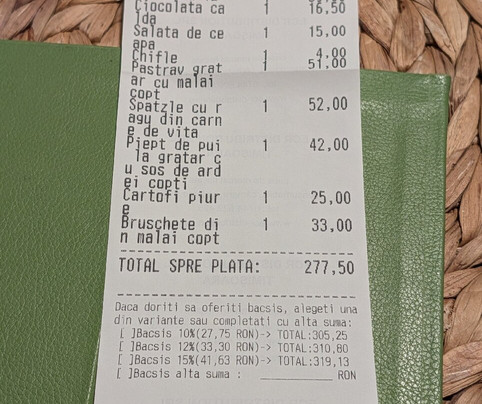 Ciocolata ca 1 16,50
lda
Salata de ce 1 15,00
apa
Chifle 1 4,00
Pastrav grat 1 51,00
ar cu malai
copt
Spatzle cu r 1 52,00
agu din carn
e de vita
Piept de pui 1 42,00
la gratar c
u sos de ard
ei copti
Cartofi piur 1 25,00
e
Bruschete di 1 33,00
n malai copt
TOTAL SPRE PLATA: 277,50
Daca doriti sa oferiti bacsis, alegeti una
din variante sau completati cu alta suma:
[ ]Bacsis 10%(27,75 RON)-> TOTAL:305,25
[ ]Bacsis 12%(33,30 RON)-> TOTAL:310,80
[ ]Bacsis 15%(41,63 RON)-> TOTAL:319,13
[ ]Bacsis alta suma : __________ RON